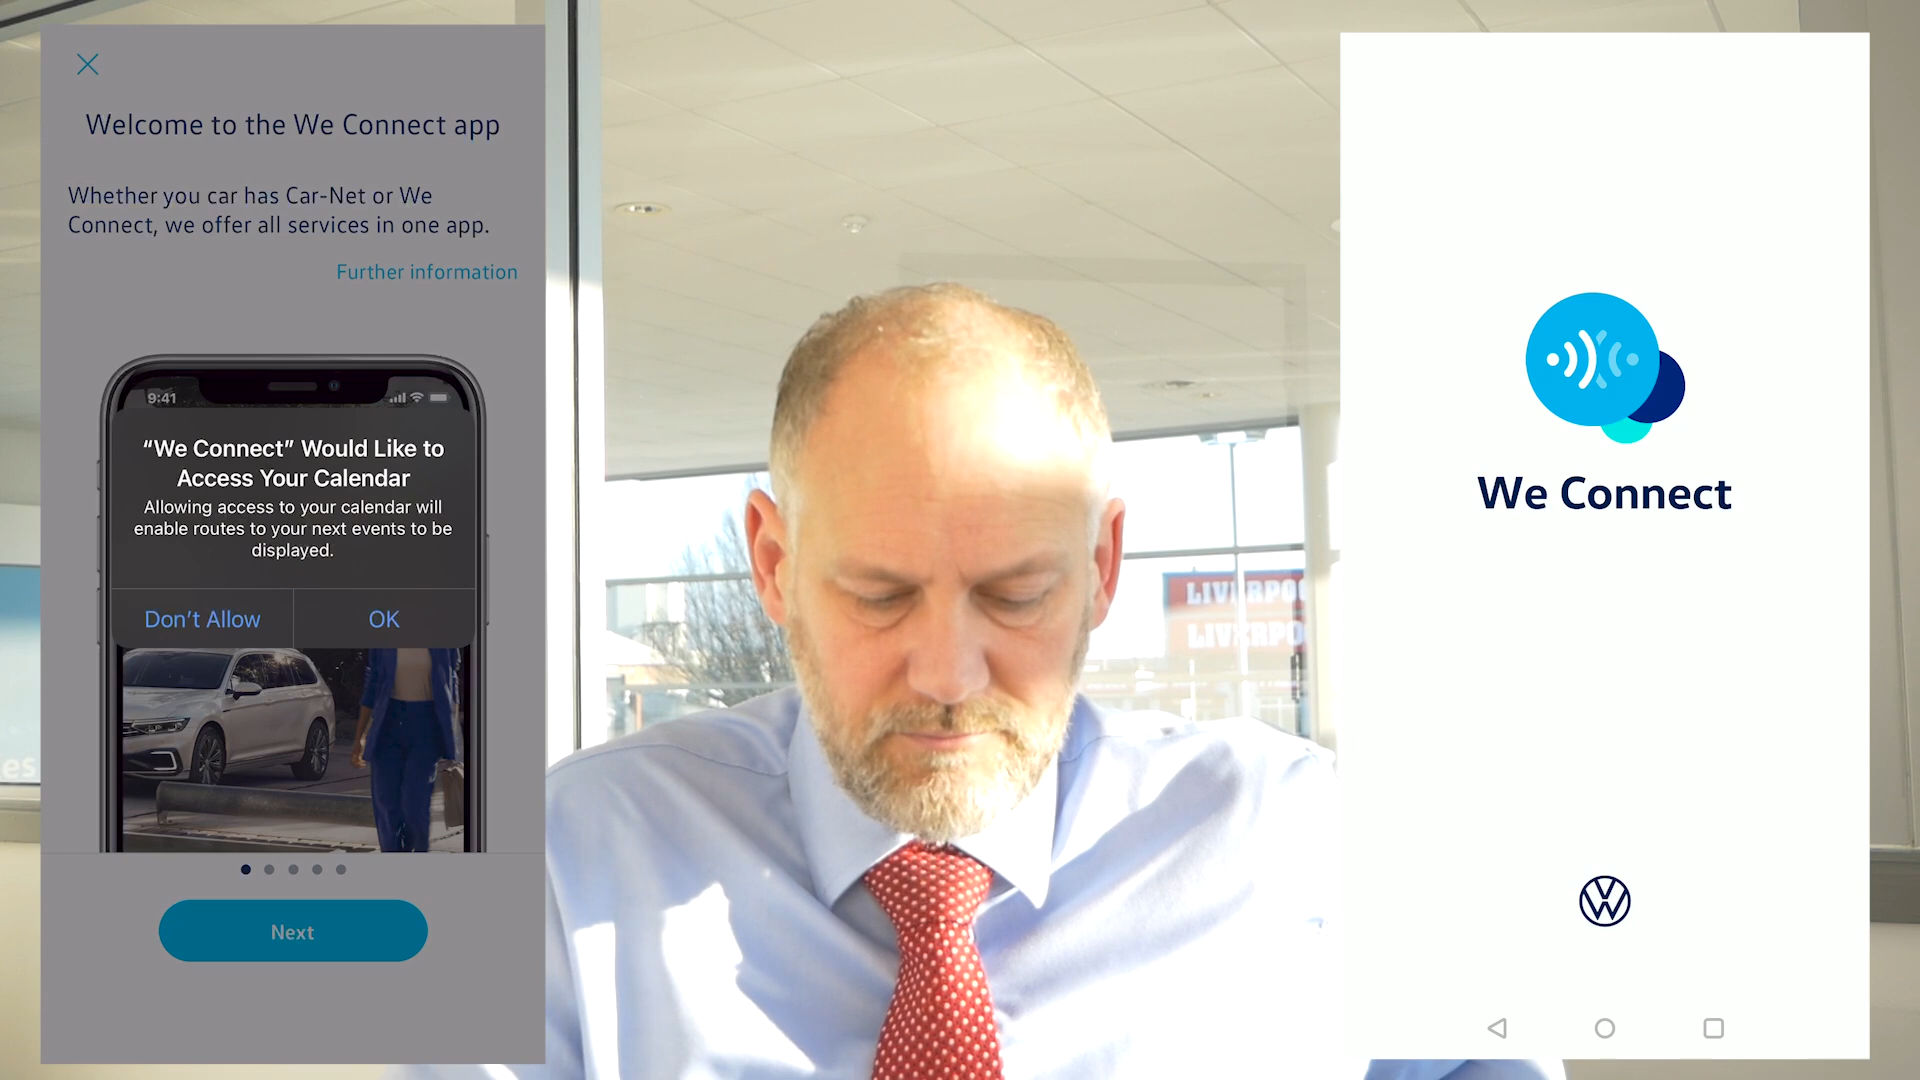 Welcome to the We Connect app
Whether you car has Car-Net or We
Connect, we offer all services in one app.
Further information
9:41
“We Connect” Would Like to
Access Your Calendar
Allowing access to your calendar will
enable routes to your next events to be
displayed.
Don’t Allow
OK
Next
We Connect
es